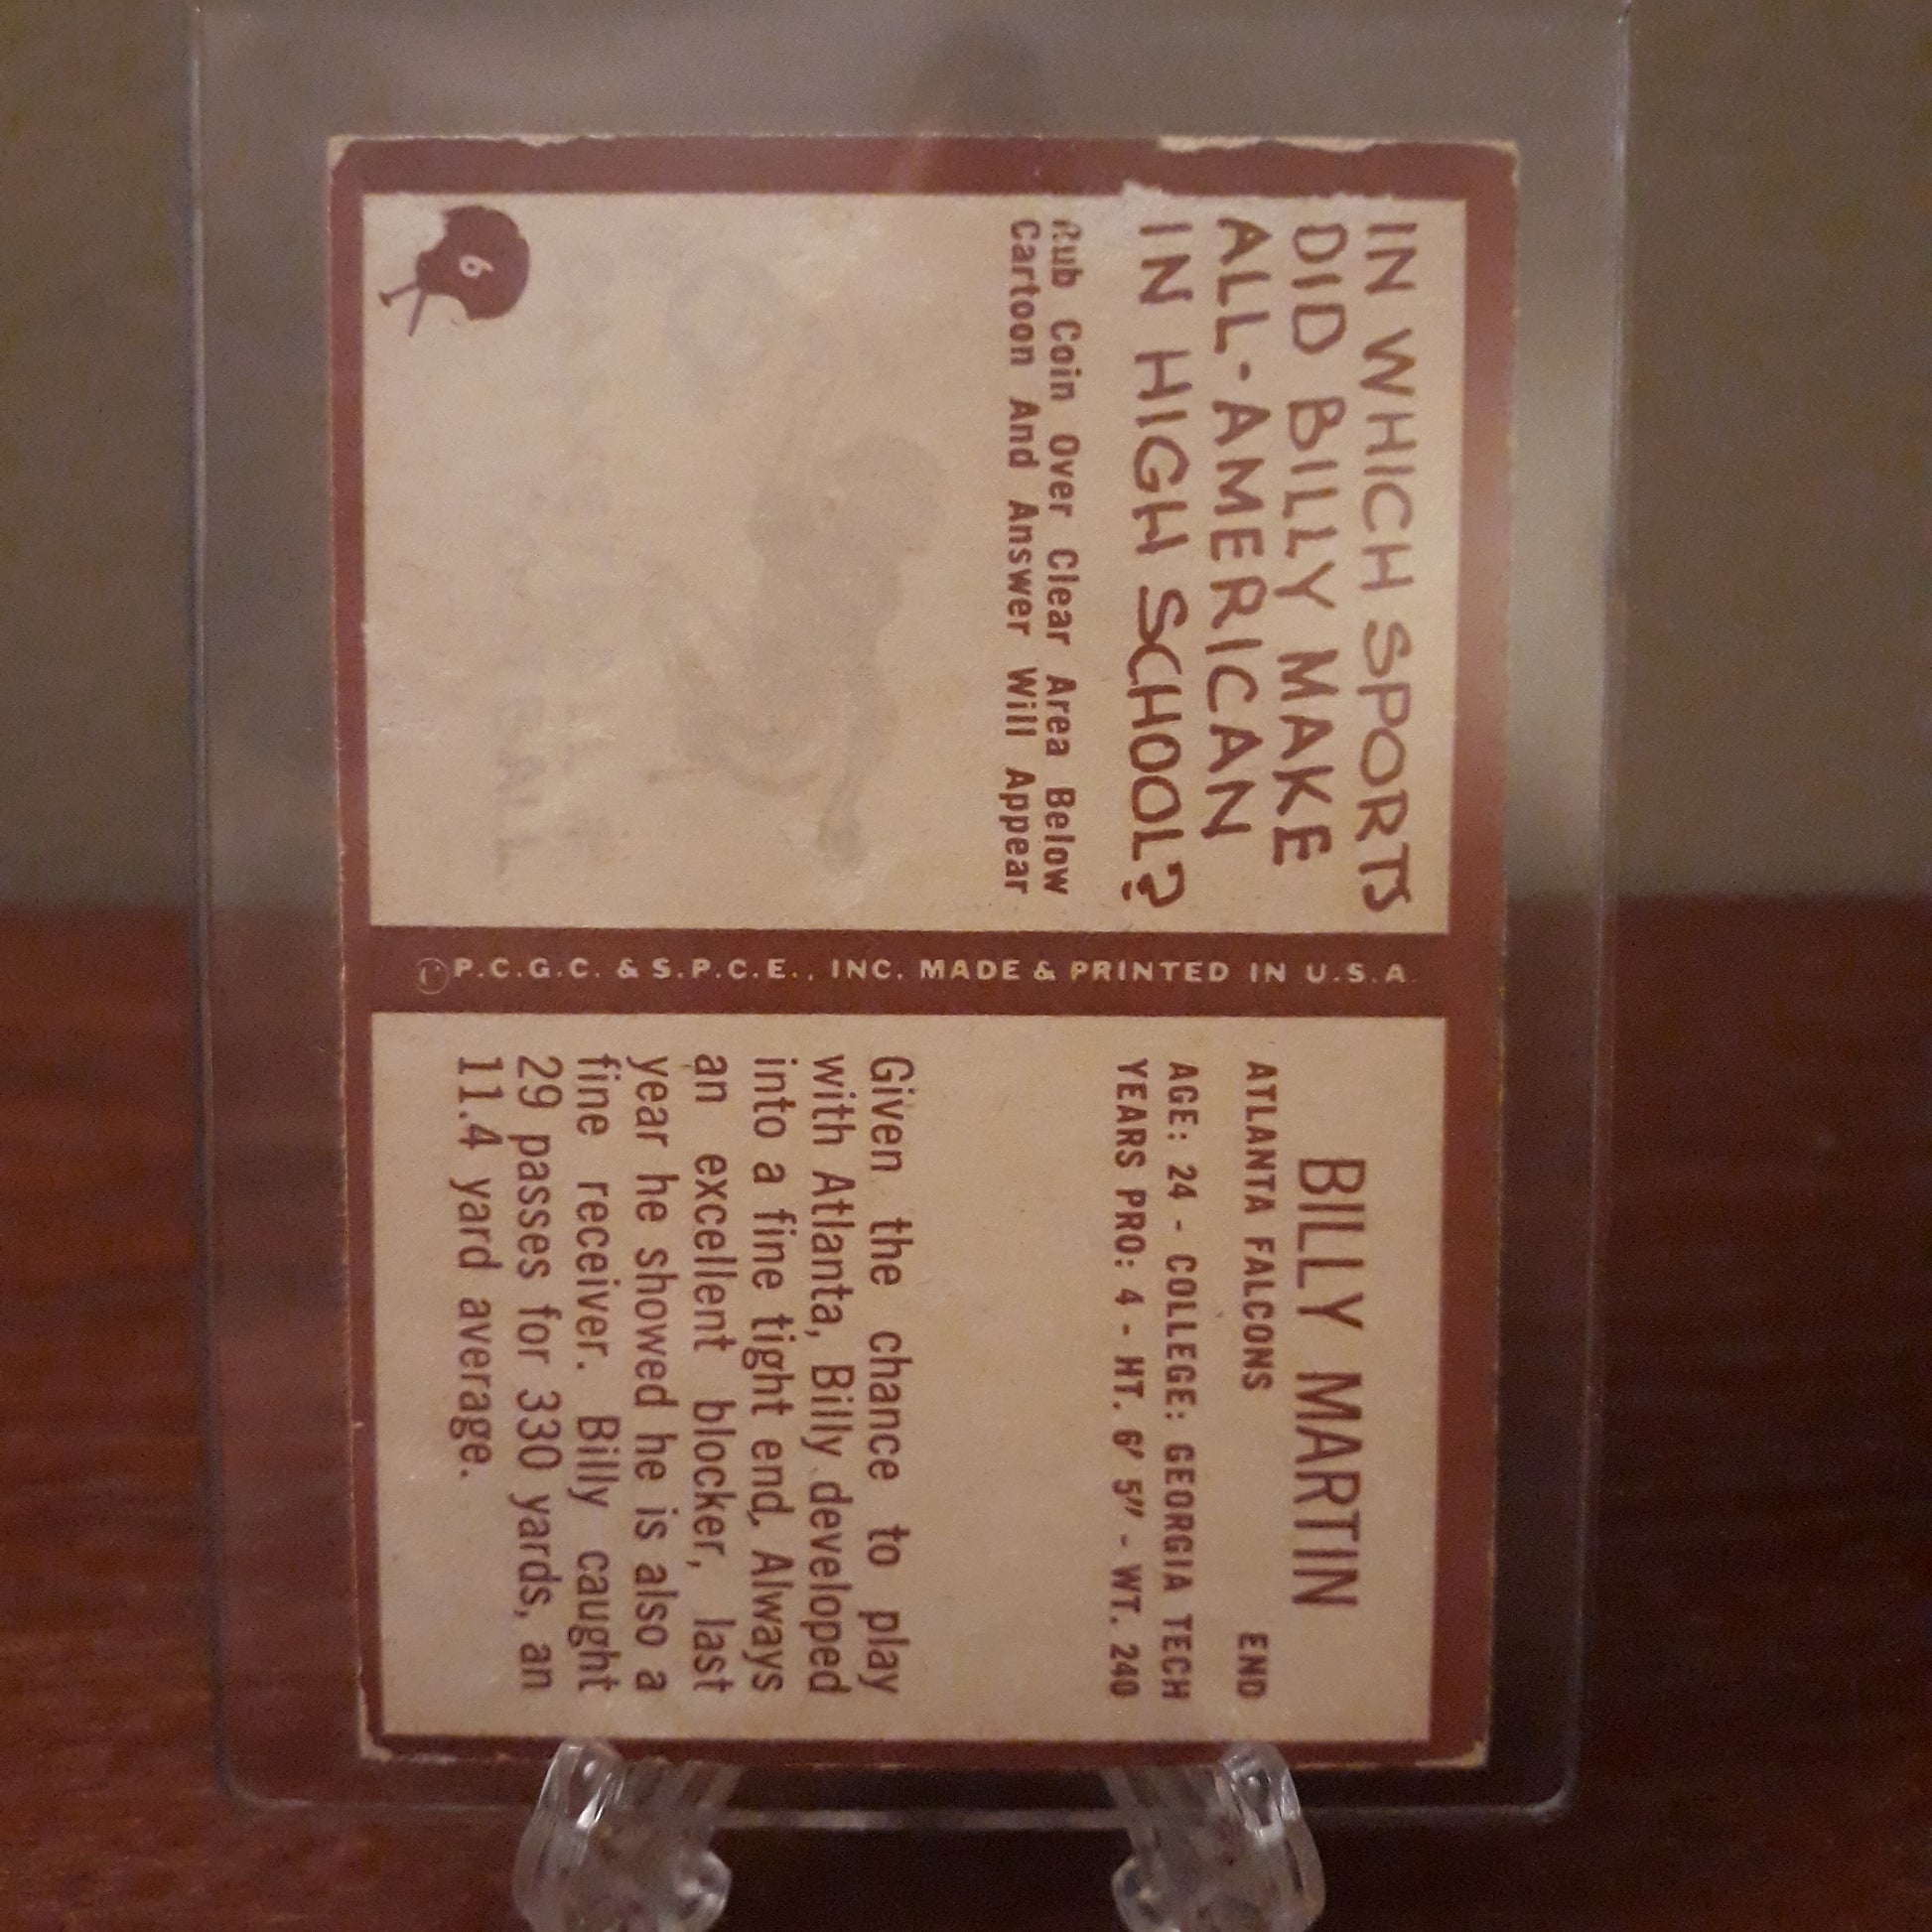 IN WHICH SPORTS
DID BILLY MAKE
ALL-AMERICAN
IN HIGH SCHOOL?
Rub Coin Over Clear Area Below
Cartoon And Answer Will Appear
6
© P.C.G.C. & S.P.C.E., INC. MADE & PRINTED IN U.S.A.
BILLY MARTIN
ATLANTA FALCONS END
AGE: 24 - COLLEGE: GEORGIA TECH
YEARS PRO: 4 - HT. 6' 5" - WT. 240
Given the chance to play
with Atlanta, Billy developed
into a fine tight end. Always
an excellent blocker, last
year he showed he is also a
fine receiver. Billy caught
29 passes for 330 yards, an
11.4 yard average.